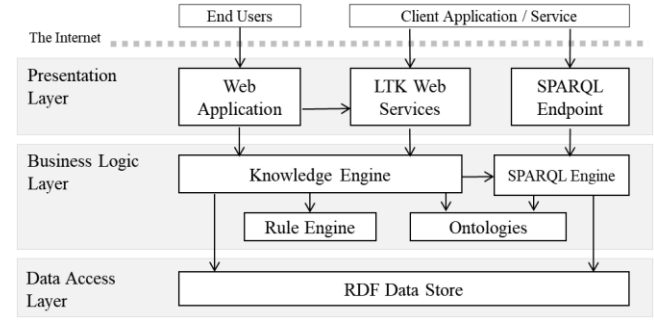 End Users
Client Application / Service
The Internet
Presentation
Layer
Web
Application
LTK Web
Services
SPARQL
Endpoint
Business Logic
Layer
Knowledge Engine
SPARQL Engine
Rule Engine
Ontologies
Data Access
Layer
RDF Data Store